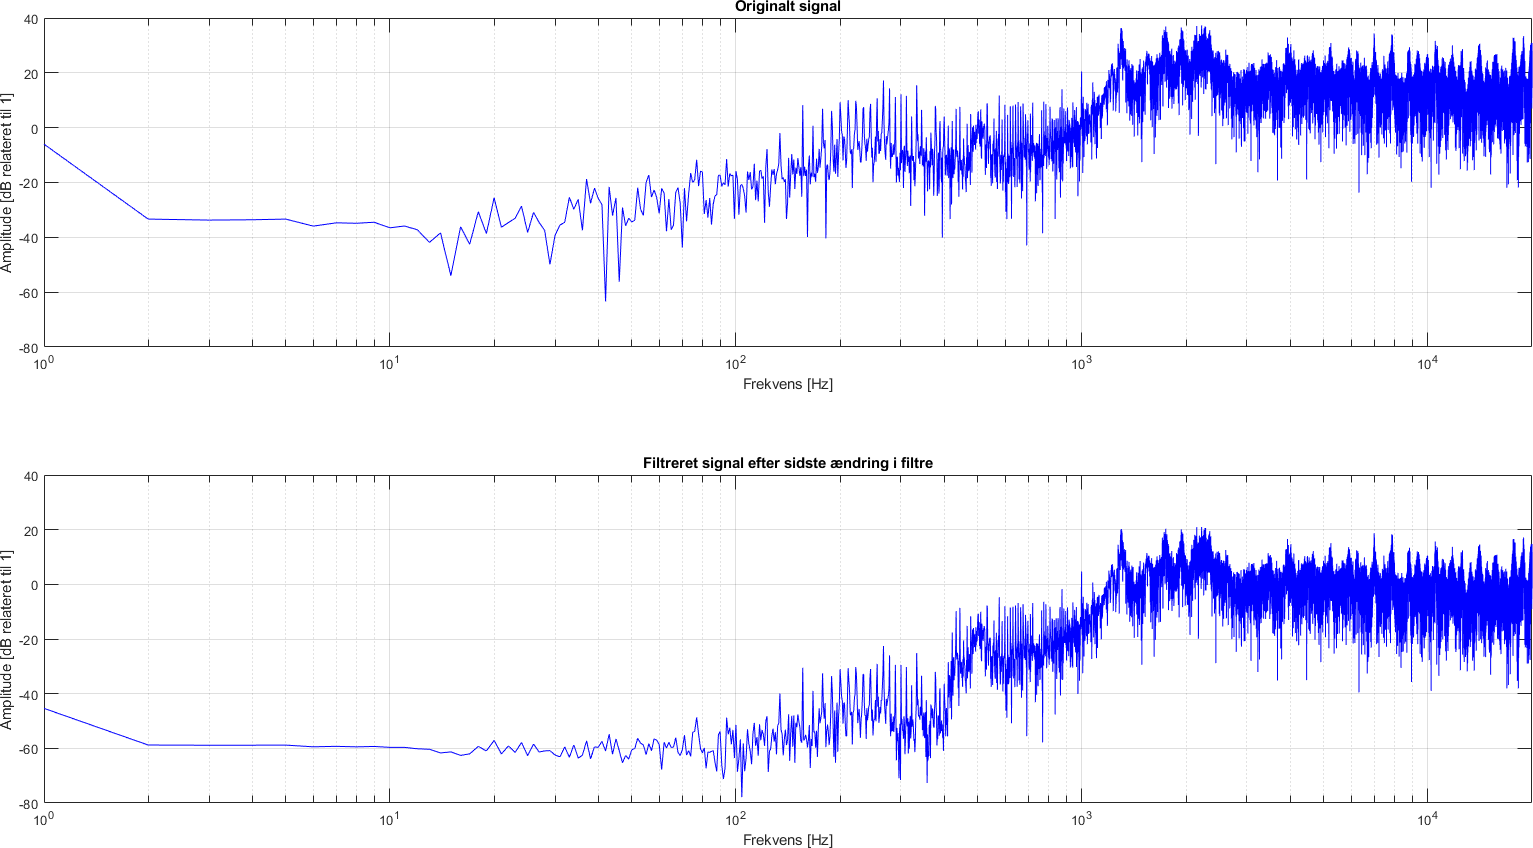 Originalt signal
40
20
0
-20
-40
-60
-80
Amplitude [dB relateret til 1]
10^0 10^1 10^2 10^3 10^4
Frekvens [Hz]
Filtreret signal efter sidste ændring i filtre
40
20
0
-20
-40
-60
-80
Amplitude [dB relateret til 1]
10^0 10^1 10^2 10^3 10^4
Frekvens [Hz]